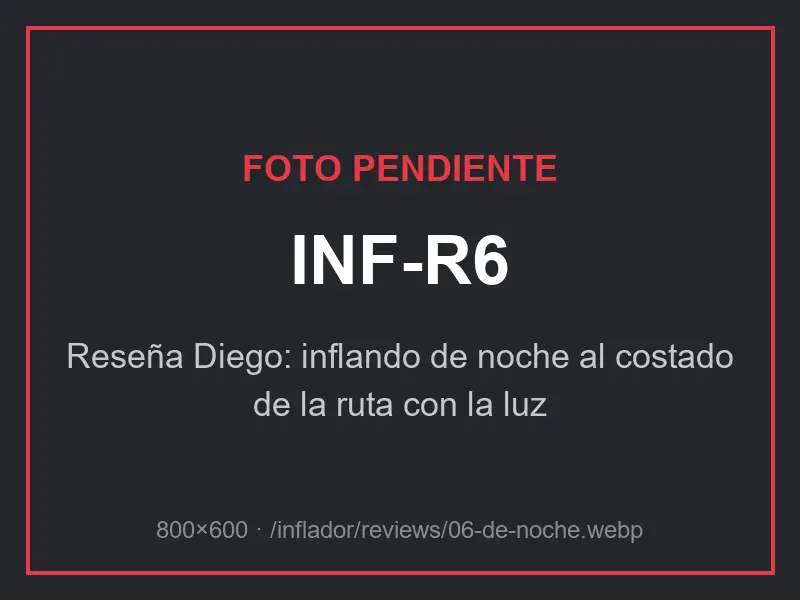 FOTO PENDIENTE
INF-R6
Reseña Diego: inflando de noche al costado
de la ruta con la luz
800×600 · /inflador/reviews/06-de-noche.webp